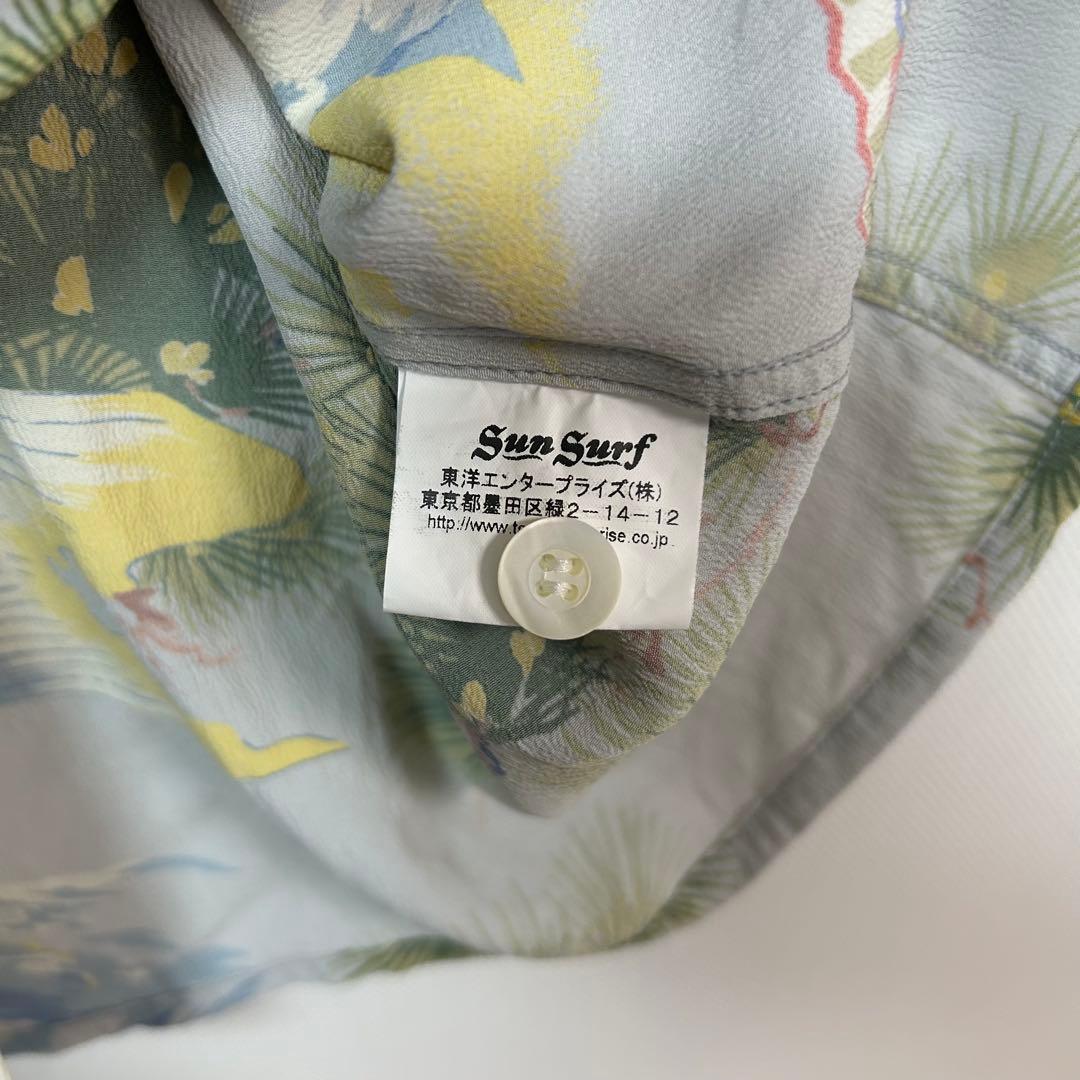 Sun Surf
東洋エンタープライズ(株)
東京都墨田区緑2-14-12
http://www.t rise.co.jp